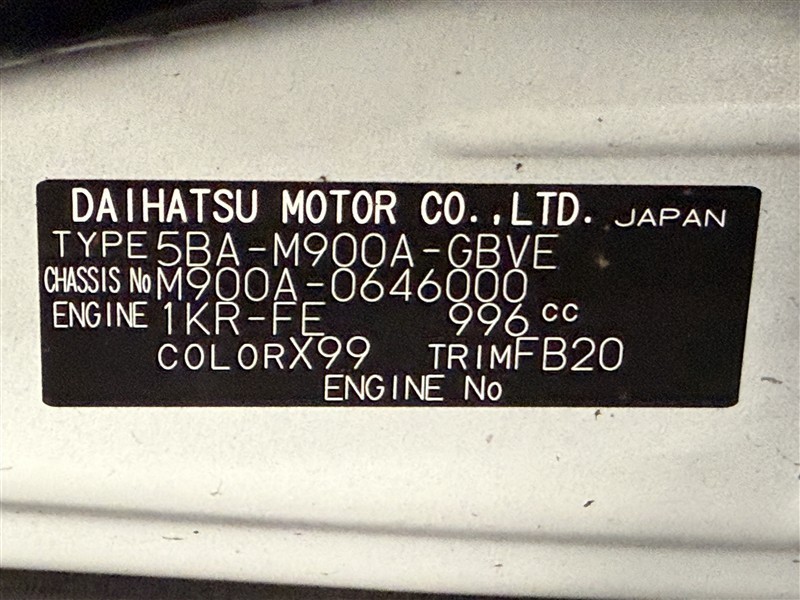 DAIHATSU MOTOR CO.,LTD. JAPAN
TYPE 5BA-M900A-GBVE
CHASSIS No M900A-0646000
ENGINE 1KR-FE 996 cc
COLOR X99 TRIM FB20
ENGINE No